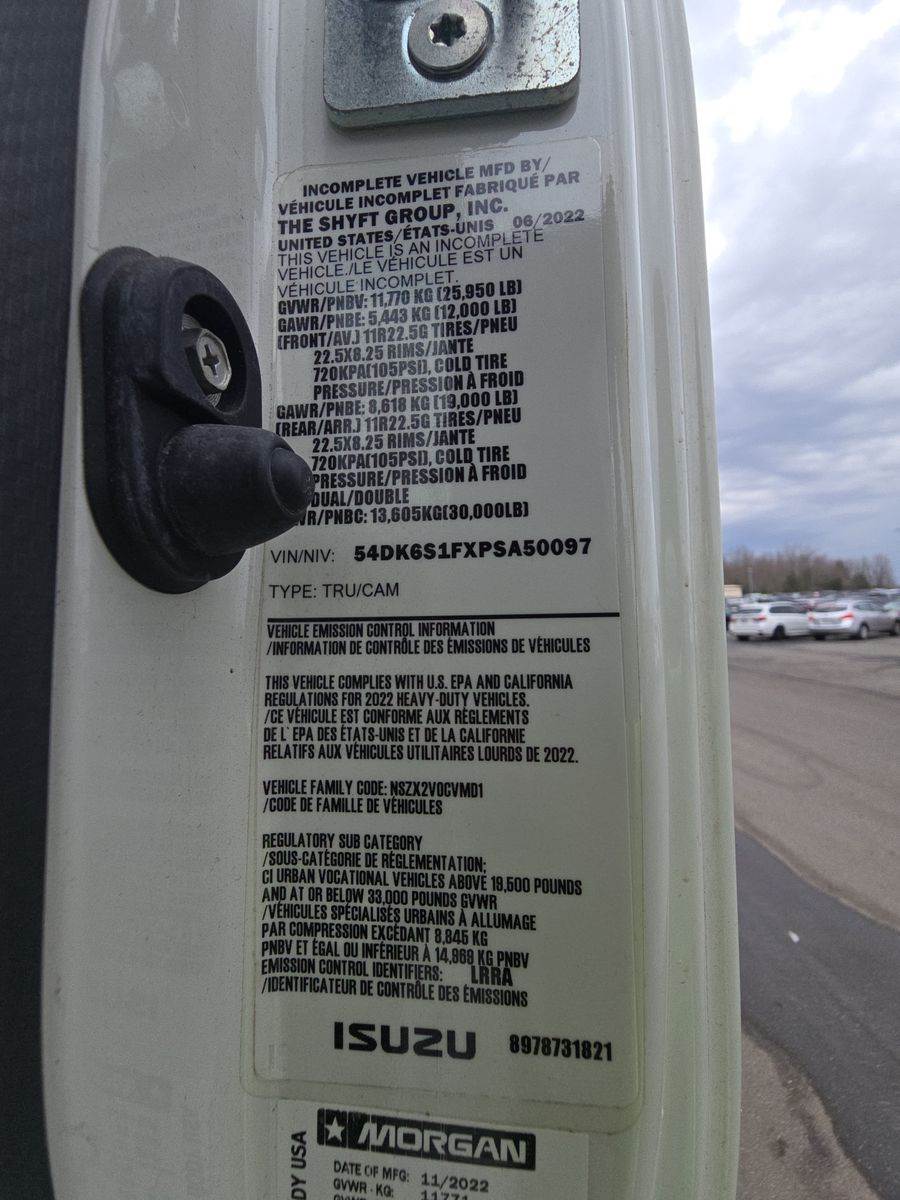 INCOMPLETE VEHICLE MFD BY/
VÉHICULE INCOMPLET FABRIQUÉ PAR
THE SHYFT GROUP, INC.
UNITED STATES/ÉTATS-UNIS 06/2022
THIS VEHICLE IS AN INCOMPLETE
VEHICLE./LE VÉHICULE EST UN
VÉHICULE INCOMPLET.
GVWR/PNBV: 11,770 KG (25,950 LB)
GAWR/PNBE: 5,443 KG (12,000 LB)
(FRONT/AV.) 11R22.5G TIRES/PNEU
22.5X8.25 RIMS/JANTE
720KPA(105PSI), COLD TIRE
PRESSURE/PRESSION À FROID
GAWR/PNBE: 8,618 KG (19,000 LB)
(REAR/ARR.) 11R22.5G TIRES/PNEU
22.5X8.25 RIMS/JANTE
720KPA(105PSI), COLD TIRE
PRESSURE/PRESSION À FROID
DUAL/DOUBLE
WR/PNBC: 13,605KG(30,000LB)
VIN/NIV: 54DK6S1FXPSA50097
TYPE: TRU/CAM
VEHICLE EMISSION CONTROL INFORMATION
/INFORMATION DE CONTRÔLE DES ÉMISSIONS DE VÉHICULES
THIS VEHICLE COMPLIES WITH U.S. EPA AND CALIFORNIA
REGULATIONS FOR 2022 HEAVY-DUTY VEHICLES.
/CE VÉHICULE EST CONFORME AUX RÈGLEMENTS
DE L' EPA DES ÉTATS-UNIS ET DE LA CALIFORNIE
RELATIFS AUX VÉHICULES UTILITAIRES LOURDS DE 2022.
VEHICLE FAMILY CODE: NSZX2VOCVMD1
/CODE DE FAMILLE DE VÉHICULES
REGULATORY SUB CATEGORY
/SOUS-CATÉGORIE DE RÉGLEMENTATION;
CI URBAN VOCATIONAL VEHICLES ABOVE 19,500 POUNDS
AND AT OR BELOW 33,000 POUNDS GVWR
/VÉHICULES SPÉCIALISÉS URBAINS À ALLUMAGE
PAR COMPRESSION EXCÉDANT 8,845 KG
PNBV ET ÉGAL OU INFÉRIEUR À 14,969 KG PNBV
EMISSION CONTROL IDENTIFIERS: LRRA
/IDENTIFICATEUR DE CONTRÔLE DES ÉMISSIONS
ISUZU 8978731821
MORGAN
DY USA
DATE OF MFG: 11/2022
GVWR - KG: 11771